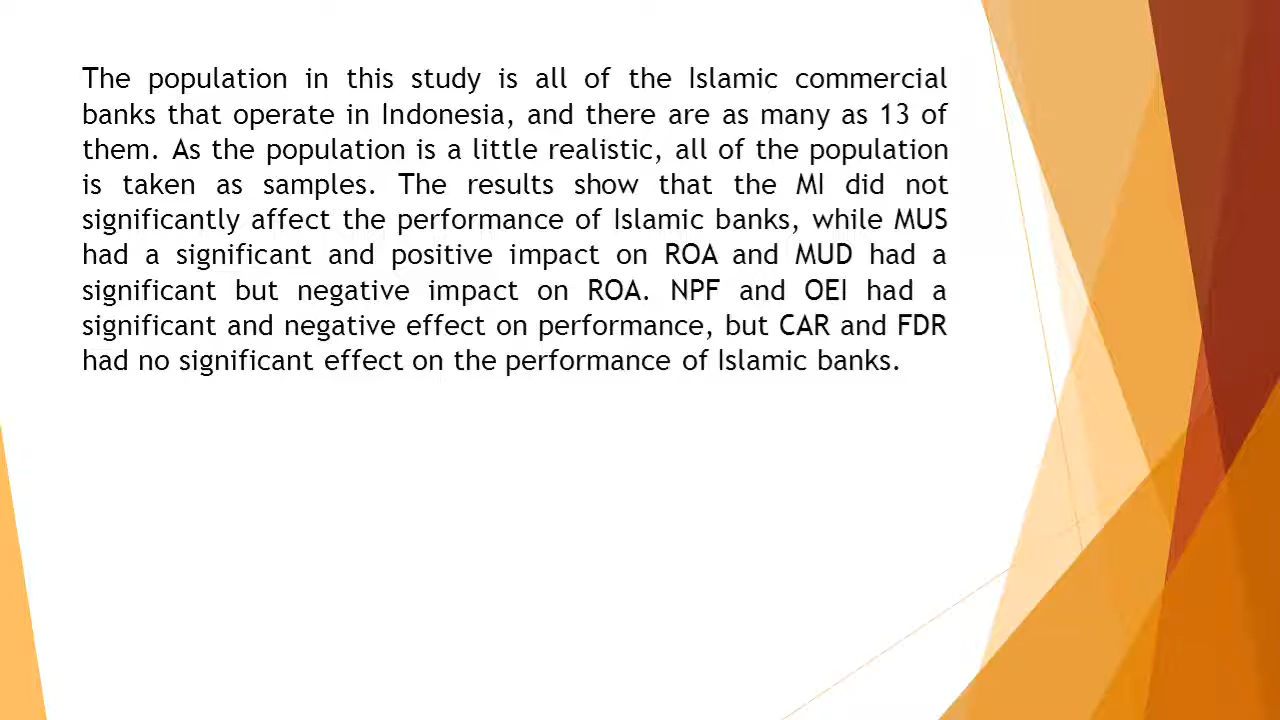 The population in this study is all of the Islamic commercial
banks that operate in Indonesia, and there are as many as 13 of
them. As the population is a little realistic, all of the population
is taken as samples. The results show that the MI did not
significantly affect the performance of Islamic banks, while MUS
had a significant and positive impact on ROA and MUD had a
significant but negative impact on ROA. NPF and OEI had a
significant and negative effect on performance, but CAR and FDR
had no significant effect on the performance of Islamic banks.